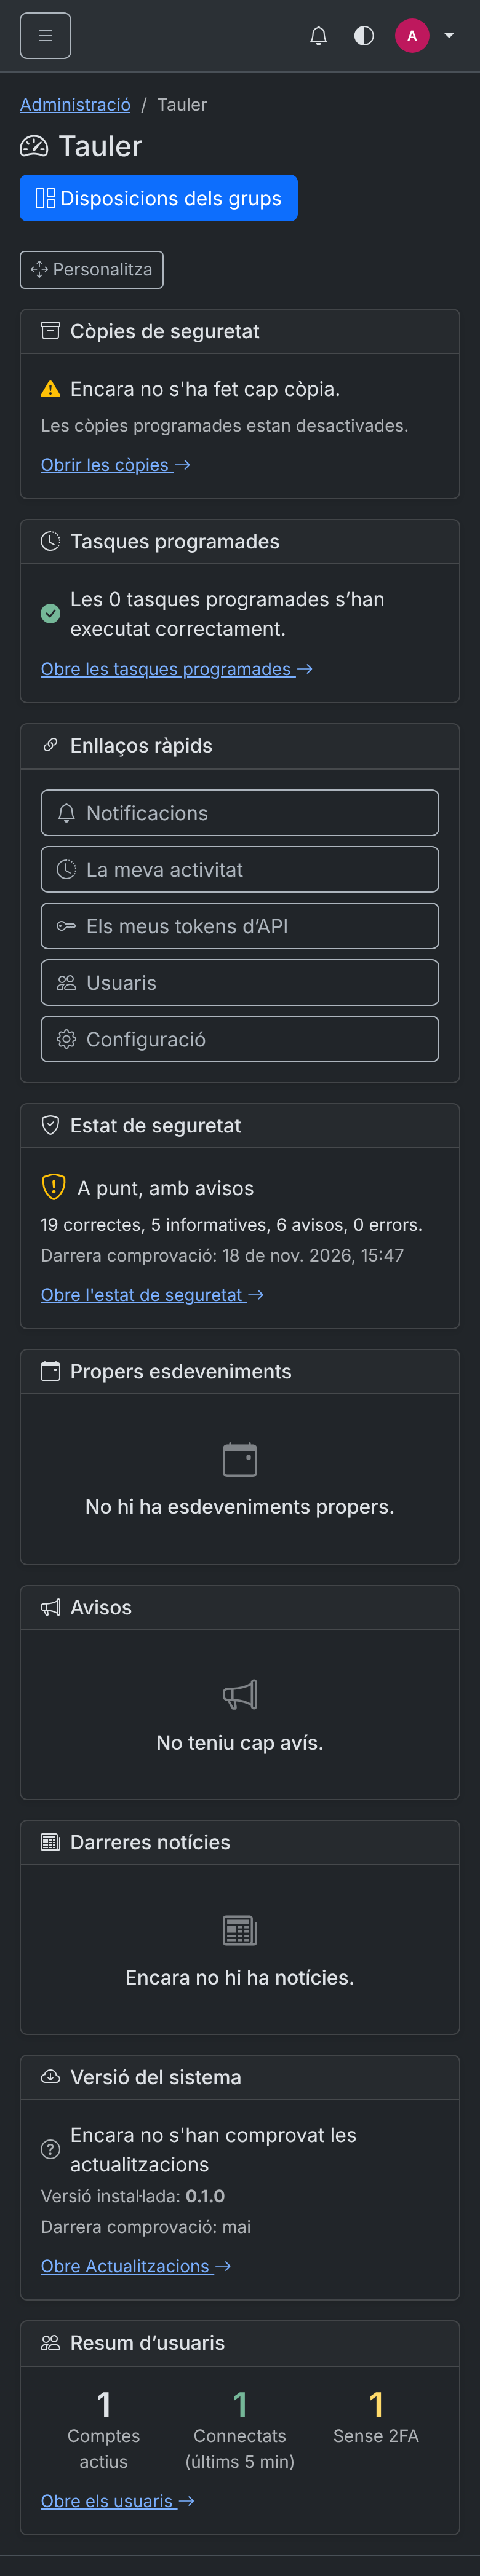 A
Administració / Tauler
Tauler
Disposicions dels grups
Personalitza
Còpies de seguretat
Encara no s'ha fet cap còpia.
Les còpies programades estan desactivades.
Obrir les còpies
Tasques programades
Les 0 tasques programades s’han
executat correctament.
Obre les tasques programades
Enllaços ràpids
Notificacions
La meva activitat
Els meus tokens d’API
Usuaris
Configuració
Estat de seguretat
A punt, amb avisos
19 correctes, 5 informatives, 6 avisos, 0 errors.
Darrera comprovació: 18 de nov. 2026, 15:47
Obre l'estat de seguretat
Propers esdeveniments
No hi ha esdeveniments propers.
Avisos
No teniu cap avís.
Darreres notícies
Encara no hi ha notícies.
Versió del sistema
Encara no s'han comprovat les
actualitzacions
Versió instal·lada: 0.1.0
Darrera comprovació: mai
Obre Actualitzacions
Resum d’usuaris
1 1 1
Comptes Connectats Sense 2FA
actius (últims 5 min)
Obre els usuaris